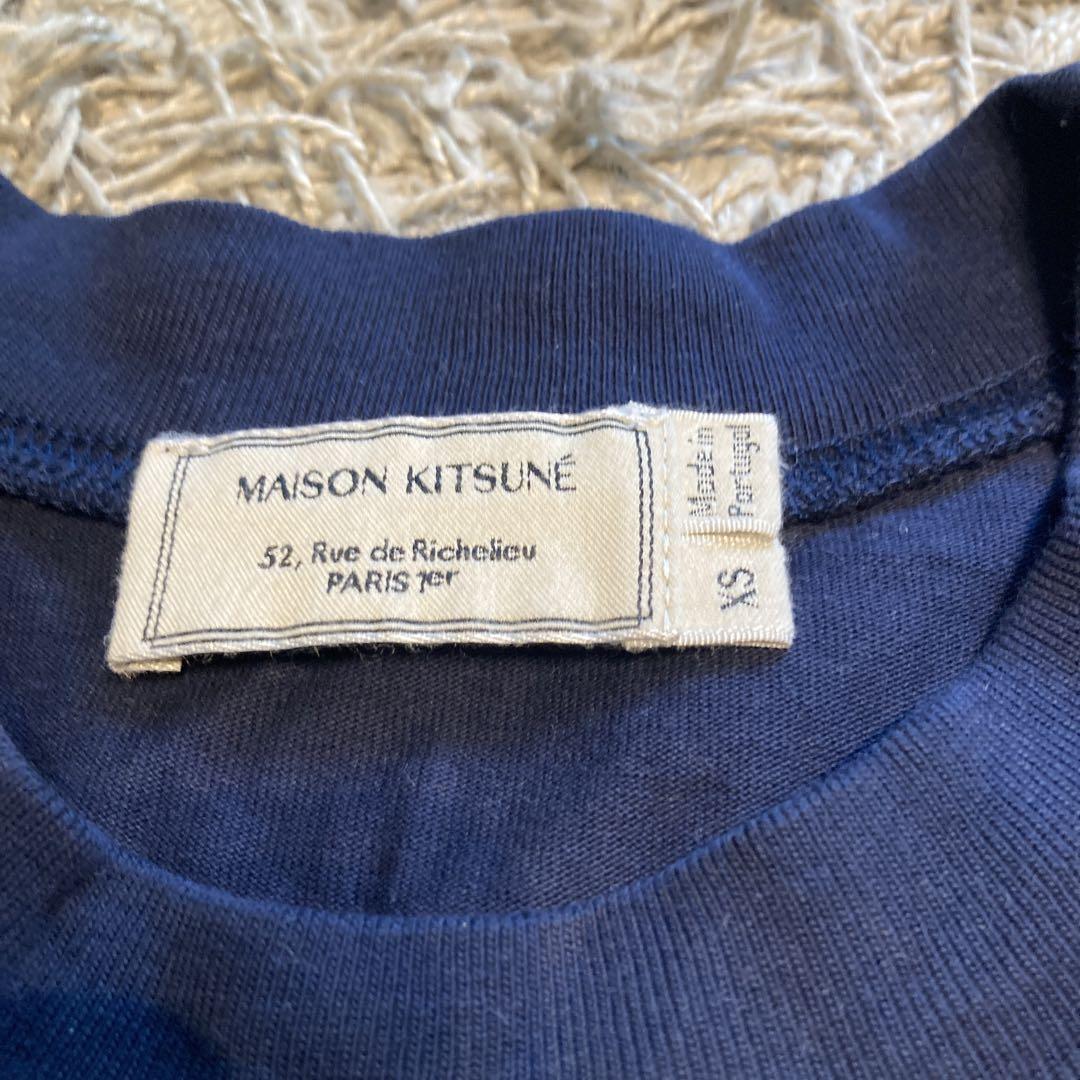 MAISON KITSUNÉ
52, Rue de Richelieu
PARIS 1er
Made in
Portugal
XS